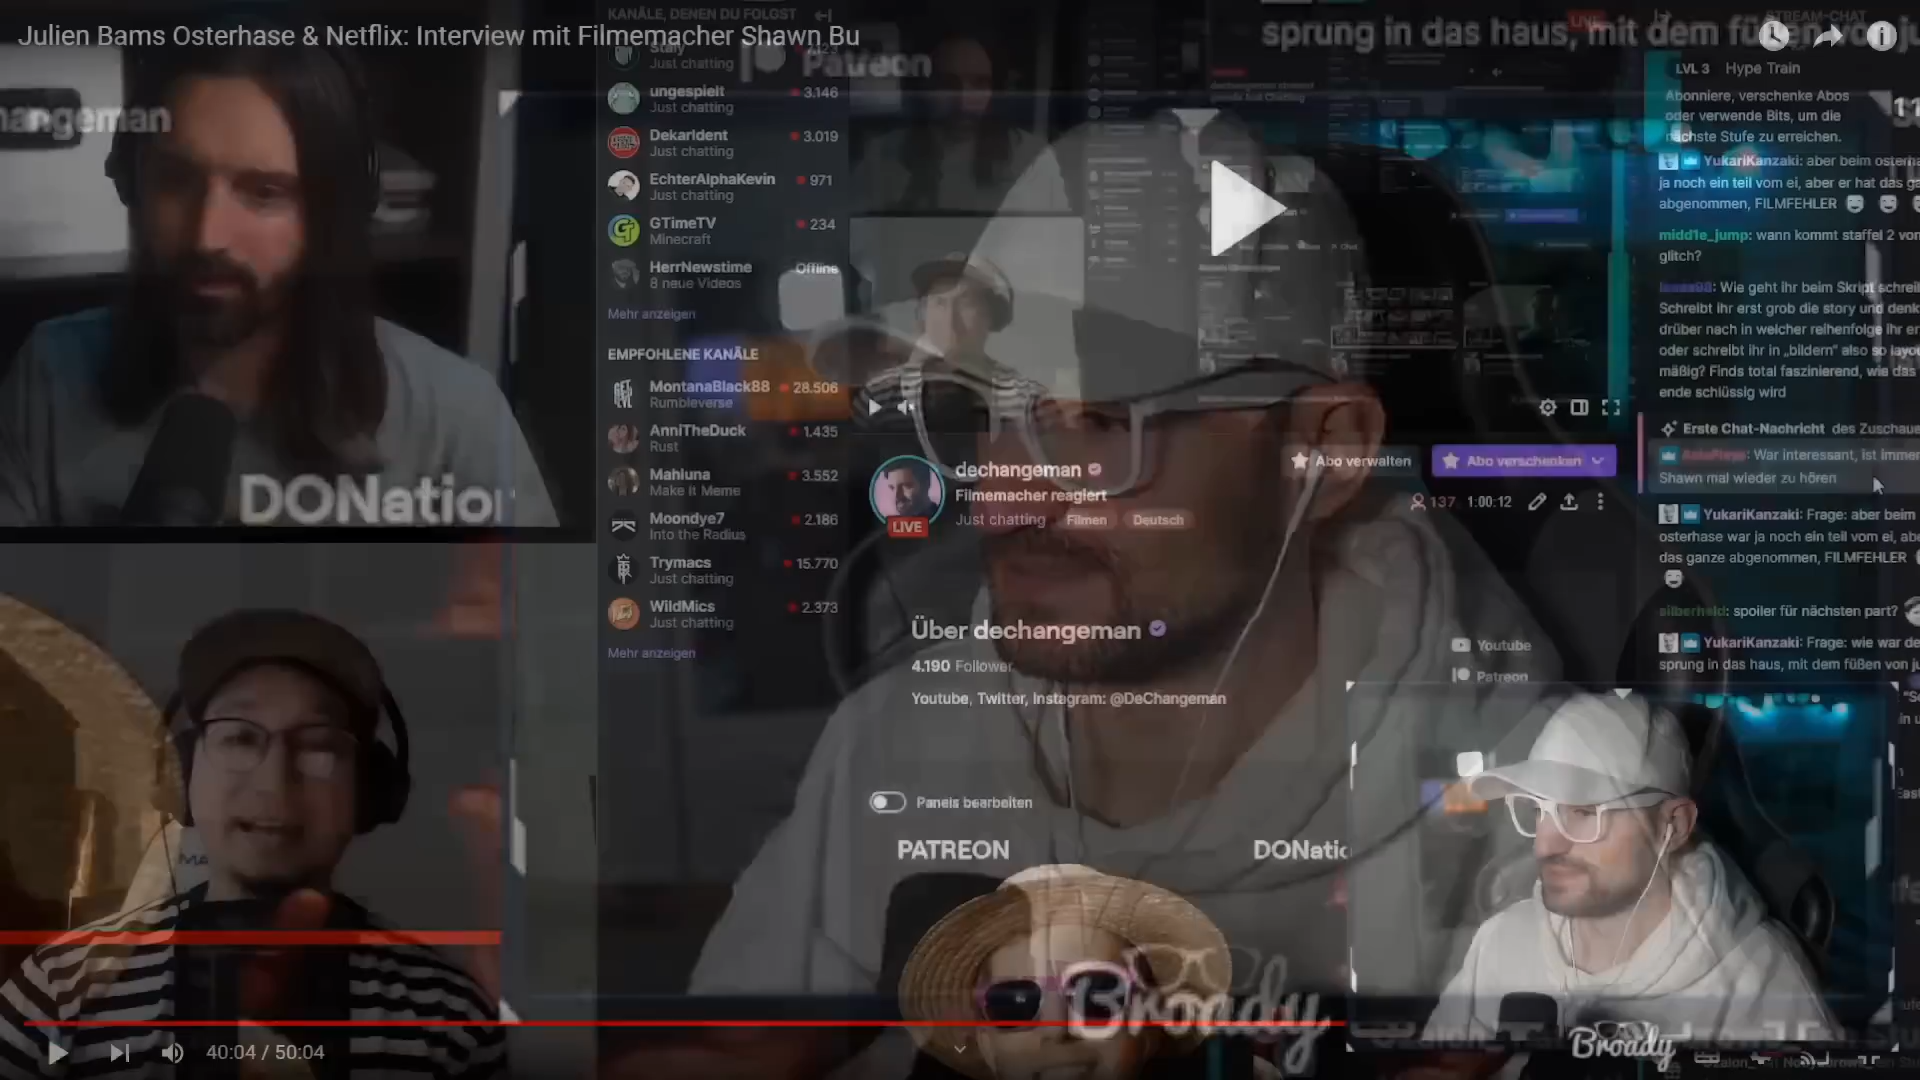 Julien Bams Osterhase & Netflix: Interview mit Filmemacher Shawn Bu
KANÄLE, DENEN DU FOLGST
STREAM-CHAT
sprung in das haus, mit dem
Patreon
Just chatting
ungespielt 3.146
Just chatting
DekarIdent 3.019
Just chatting
EchterAlphaKevin 971
Just chatting
GTimeTV 234
Minecraft
HerrNewstime Offline
8 neue Videos
Mehr anzeigen
EMPFOHLENE KANÄLE
MontanaBlack88 28.506
Rumbleverse
AnniTheDuck 1.435
Rust
Mahluna 3.552
Make It Meme
Moondye7 2.186
Into the Radius
Trymacs 15.770
Just chatting
WildMics 2.373
Just chatting
Mehr anzeigen
DONation
dechangeman
Filmemacher reagiert
Just chatting Filmen Deutsch
LIVE
Abo verwalten
Abo verschenken
137 1:00:12
Über dechangeman
4.190 Follower
Youtube, Twitter, Instagram: @DeChangeman
Youtube
Patreon
Panels bearbeiten
PATREON
DONatic
LVL 3 Hype Train
Abonniere, verschenke Abos
oder verwende Bits, um die
nächste Stufe zu erreichen.
YukariKanzaki: aber beim osterha
ja noch ein teil vom ei, aber er hat das ga
abgenommen, FILMFEHLER
midd1e_jump: wann kommt staffel 2 von
glitch?
Wie geht ihr beim Skript schreib
Schreibt ihr erst grob die story und denk
drüber nach in welcher reihenfolge ihr er
oder schreibt ihr in „bildern" also so layou
mäßig? Finds total faszinierend, wie das
ende schlüssig wird
Erste Chat-Nachricht des Zuschaue
War interessant, ist immer
Shawn mal wieder zu hören
YukariKanzaki: Frage: aber beim
osterhase war ja noch ein teil vom ei, abe
das ganze abgenommen, FILMFEHLER
silberheld: spoiler für nächsten part?
YukariKanzaki: Frage: wie war de
sprung in das haus, mit dem füßen von ju
Broady
Broady
40:04 / 50:04